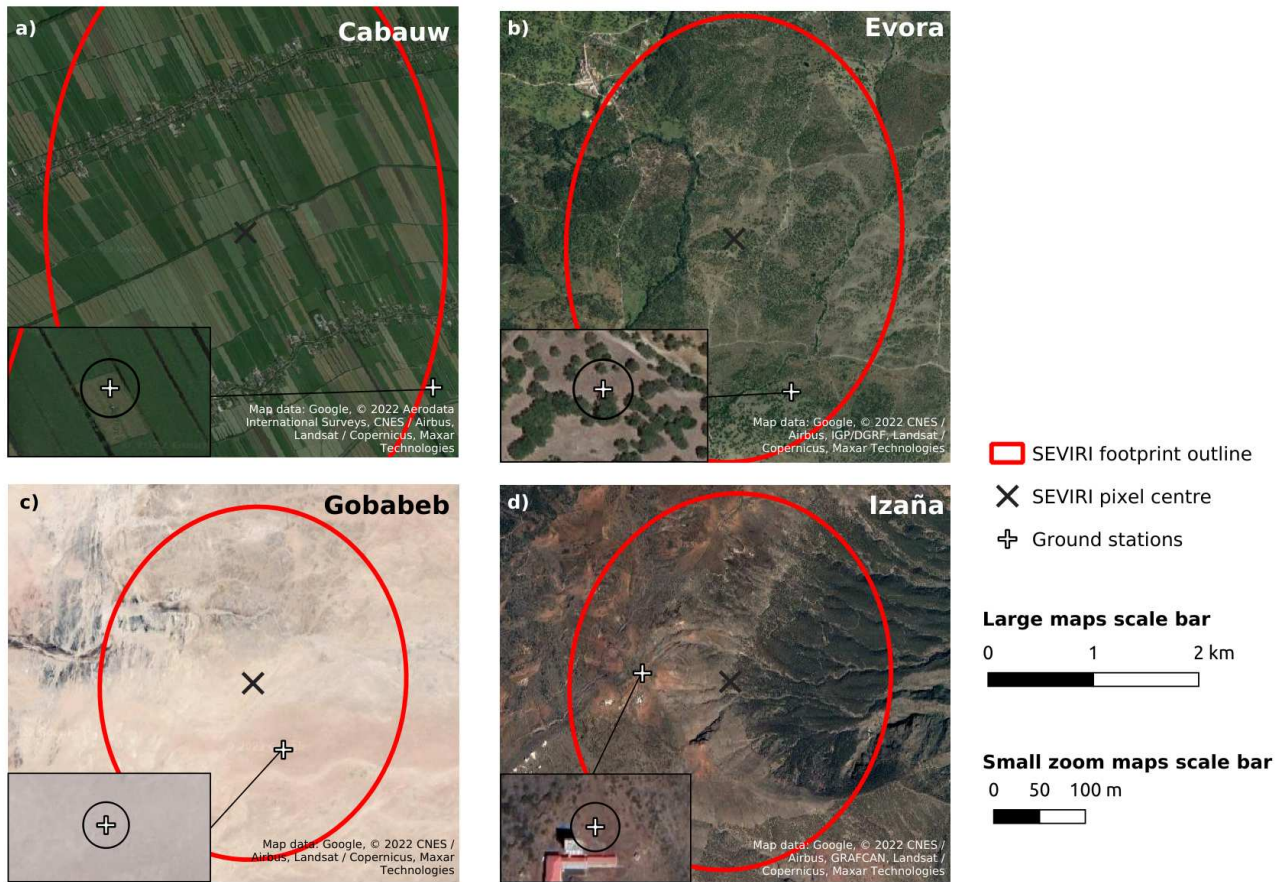 a)
Cabauw
Map data: Google, © 2022 Aerodata
International Surveys, CNES / Airbus,
Landsat / Copernicus, Maxar
Technologies
b)
Evora
Map data: Google, © 2022 CNES /
Airbus, IGP/DGRF, Landsat /
Copernicus, Maxar Technologies
c)
Gobabeb
Map data: Google, © 2022 CNES /
Airbus, Landsat / Copernicus, Maxar
Technologies
d)
Izaña
Map data: Google, © 2022 CNES /
Airbus, GRAFCAN, Landsat /
Copernicus, Maxar Technologies
SEVIRI footprint outline
SEVIRI pixel centre
Ground stations
Large maps scale bar
0 1 2 km
Small zoom maps scale bar
0 50 100 m